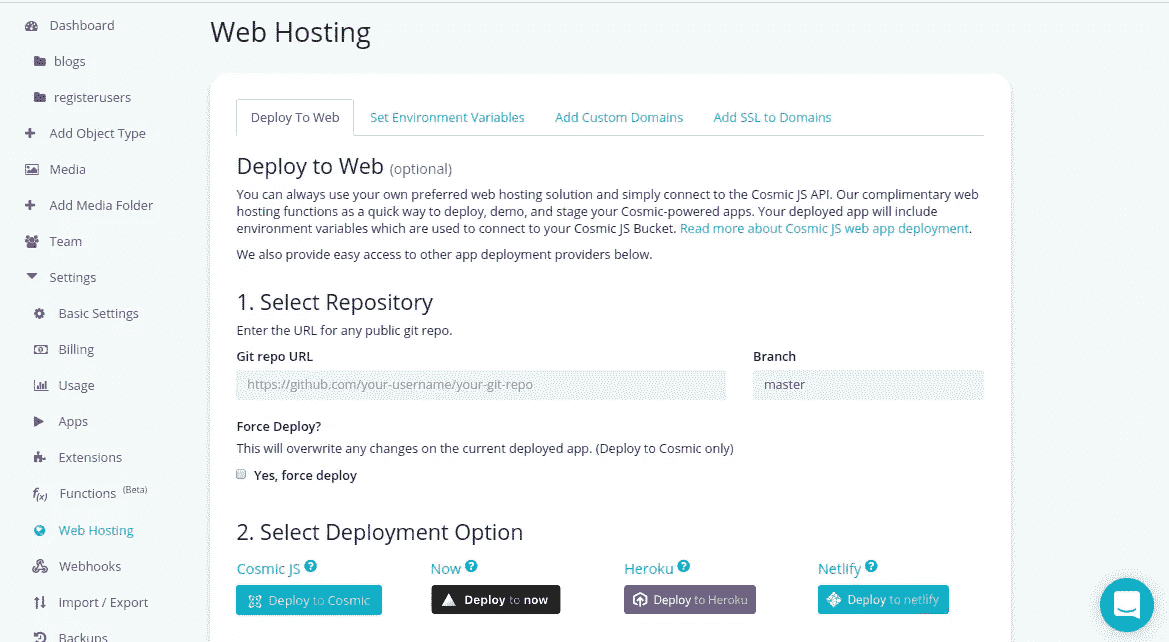 Dashboard
blogs
registerusers
Add Object Type
Media
Add Media Folder
Team
Settings
Basic Settings
Billing
Usage
Apps
Extensions
f(x) Functions (Beta)
Web Hosting
Webhooks
Import / Export
Backups
Web Hosting
Deploy To Web Set Environment Variables Add Custom Domains Add SSL to Domains
Deploy to Web (optional)
You can always use your own preferred web hosting solution and simply connect to the Cosmic JS API. Our complimentary web
hosting functions as a quick way to deploy, demo, and stage your Cosmic-powered apps. Your deployed app will include
environment variables which are used to connect to your Cosmic JS Bucket. Read more about Cosmic JS web app deployment.
We also provide easy access to other app deployment providers below.
1. Select Repository
Enter the URL for any public git repo.
Git repo URL Branch
https://github.com/your-username/your-git-repo master
Force Deploy?
This will overwrite any changes on the current deployed app. (Deploy to Cosmic only)
Yes, force deploy
2. Select Deployment Option
Cosmic JS ? Now ? Heroku ? Netlify ?
Deploy to Cosmic Deploy to now Deploy to Heroku Deploy to netlify